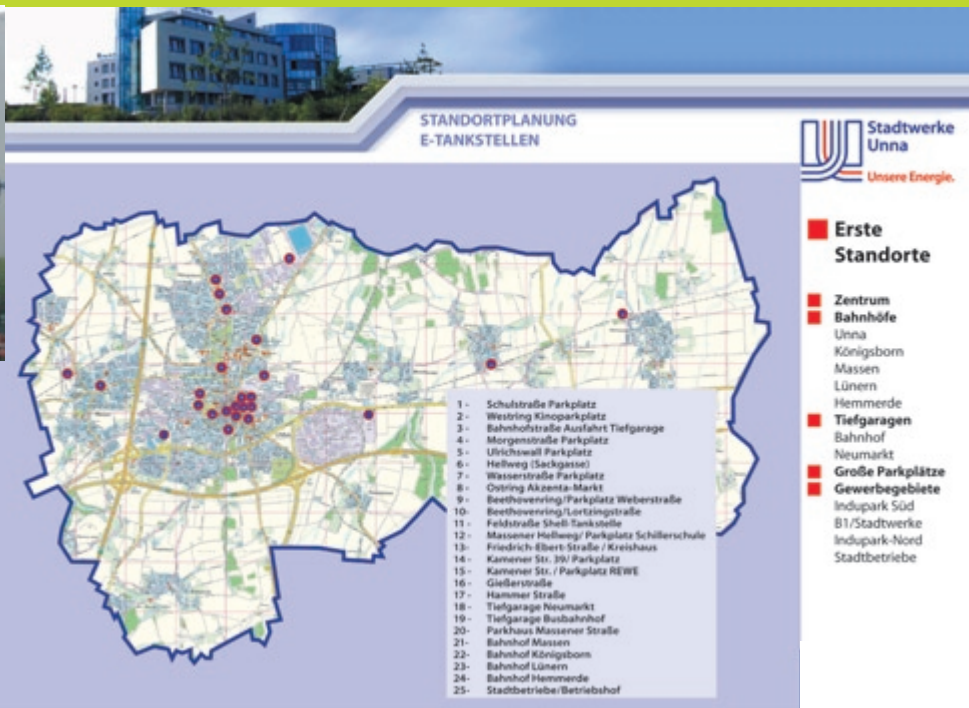 STANDORTPLANUNG
E-TANKSTELLEN
Stadtwerke
Unna
Unsere Energie.
Erste
Standorte
Zentrum
Bahnhöfe
Unna
Königsborn
Massen
Lünern
Hemmerde
Tiefgaragen
Bahnhof
Neumarkt
Große Parkplätze
Gewerbegebiete
Indupark Süd
B1/Stadtwerke
Indupark-Nord
Stadtbetriebe
1 - Schulstraße Parkplatz
2 - Westring Kinoparkplatz
3 - Bahnhofstraße Ausfahrt Tiefgarage
4 - Morgenstraße Parkplatz
5 - Ulrichswall Parkplatz
6 - Hellweg (Sackgasse)
7 - Wasserstraße Parkplatz
8 - Ostring Akzenta-Markt
9 - Beethovenring/Parkplatz Weberstraße
10- Beethovenring/Lortzingstraße
11 - Feldstraße Shell-Tankstelle
12 - Massener Hellweg/ Parkplatz Schillerschule
13- Friedrich-Ebert-Straße / Kreishaus
14 - Kamener Str. 39/ Parkplatz
15 - Kamener Str. / Parkplatz REWE
16 - Gießerstraße
17 - Hammer Straße
18 - Tiefgarage Neumarkt
19 - Tiefgarage Busbahnhof
20- Parkhaus Massener Straße
21- Bahnhof Massen
22- Bahnhof Königsborn
23- Bahnhof Lünern
24- Bahnhof Hemmerde
25- Stadtbetriebe/Betriebshof